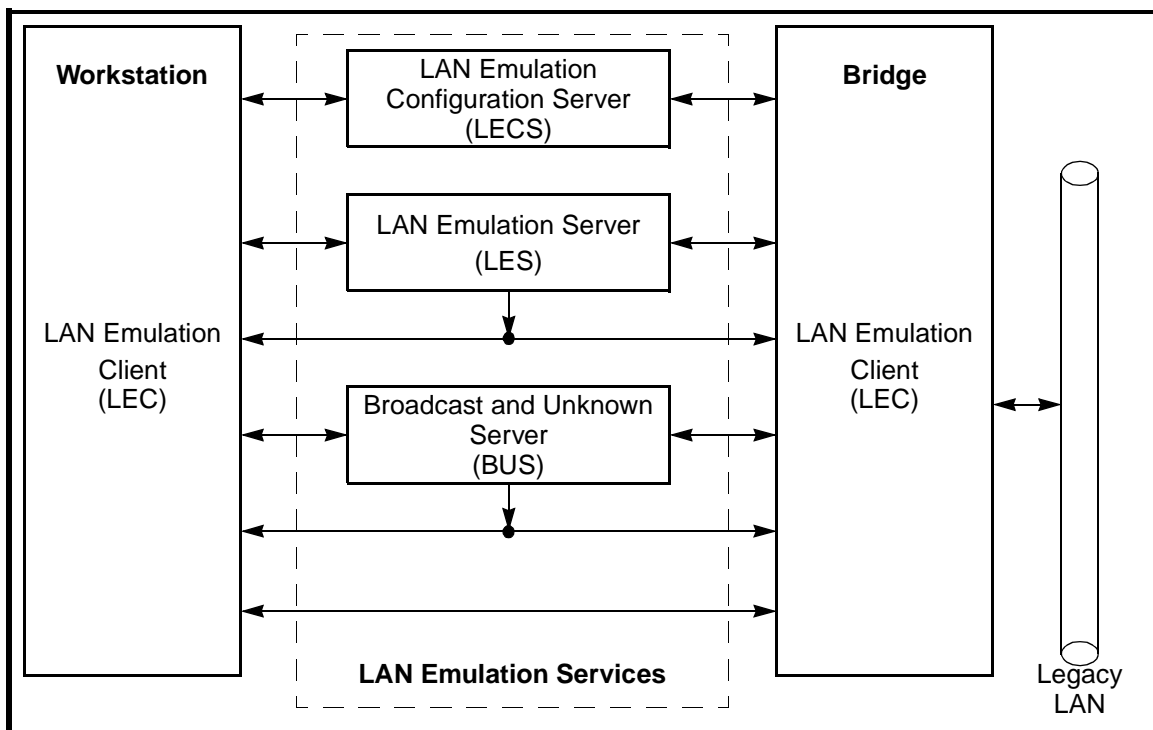 Workstation
LAN Emulation
Client
(LEC)
LAN Emulation
Configuration Server
(LECS)
LAN Emulation Server
(LES)
Broadcast and Unknown
Server
(BUS)
LAN Emulation Services
Bridge
LAN Emulation
Client
(LEC)
Legacy
LAN